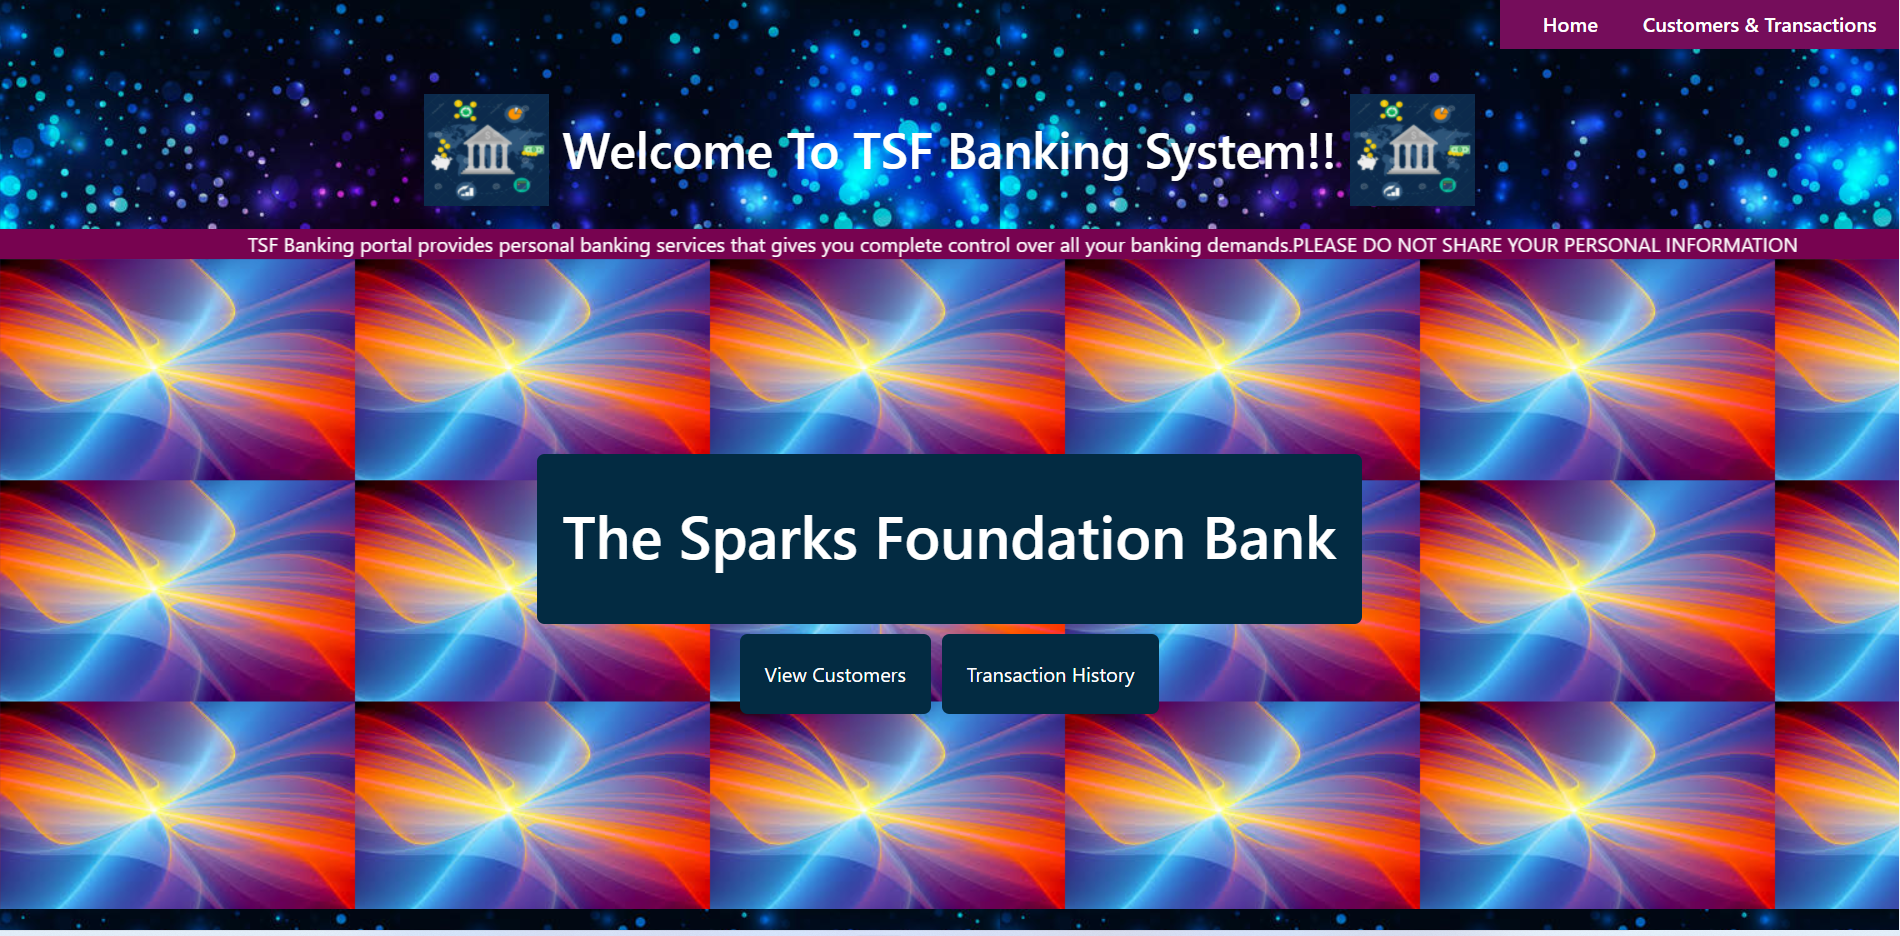 Home Customers & Transactions
Welcome To TSF Banking System!!
TSF Banking portal provides personal banking services that gives you complete control over all your banking demands.PLEASE DO NOT SHARE YOUR PERSONAL INFORMATION
The Sparks Foundation Bank
View Customers Transaction History